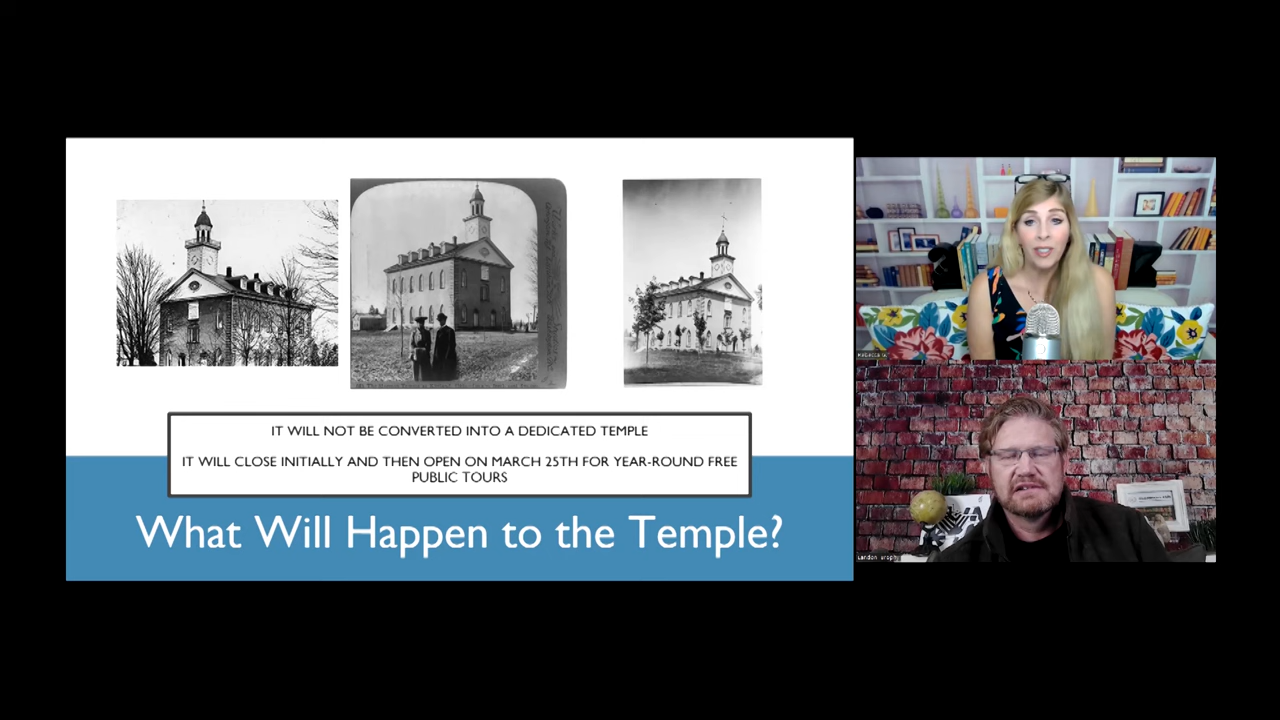 IT WILL NOT BE CONVERTED INTO A DEDICATED TEMPLE
IT WILL CLOSE INITIALLY AND THEN OPEN ON MARCH 25TH FOR YEAR-ROUND FREE
PUBLIC TOURS
What Will Happen to the Temple?